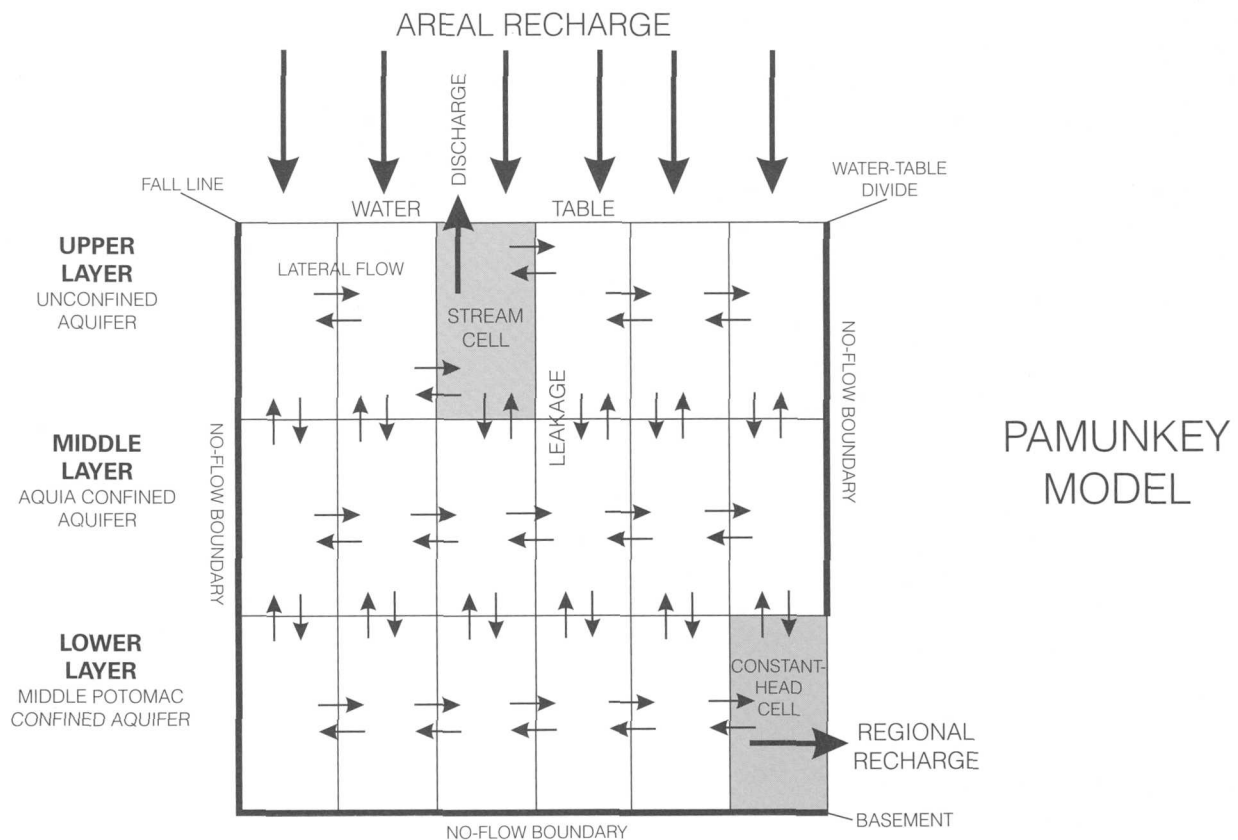 AREAL RECHARGE
DISCHARGE
FALL LINE
WATER-TABLE
DIVIDE
WATER TABLE
UPPER
LAYER
UNCONFINED
AQUIFER
LATERAL FLOW
STREAM
CELL
NO-FLOW BOUNDARY
LEAKAGE
MIDDLE
LAYER
AQUIA CONFINED
AQUIFER
NO-FLOW BOUNDARY
PAMUNKEY
MODEL
LOWER
LAYER
MIDDLE POTOMAC
CONFINED AQUIFER
CONSTANT-
HEAD
CELL
REGIONAL
RECHARGE
BASEMENT
NO-FLOW BOUNDARY